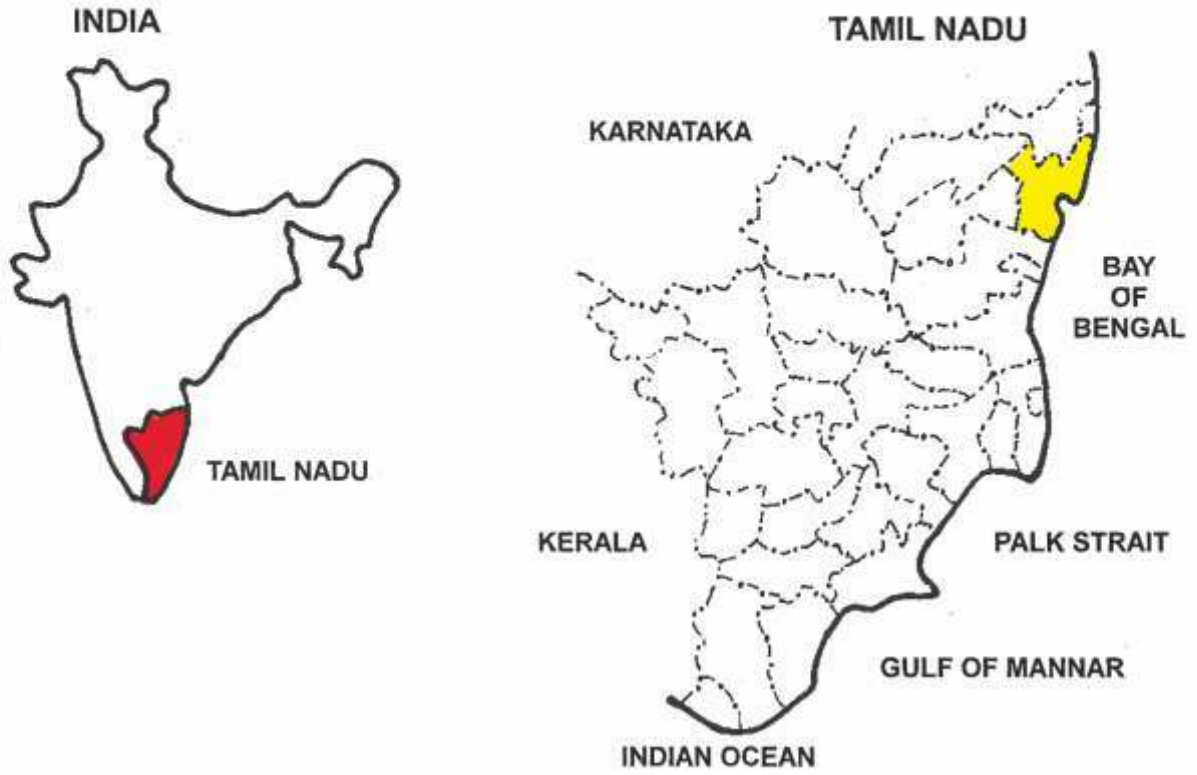 INDIA
TAMIL NADU
TAMIL NADU
KARNATAKA
BAY
OF
BENGAL
KERALA
PALK STRAIT
GULF OF MANNAR
INDIAN OCEAN